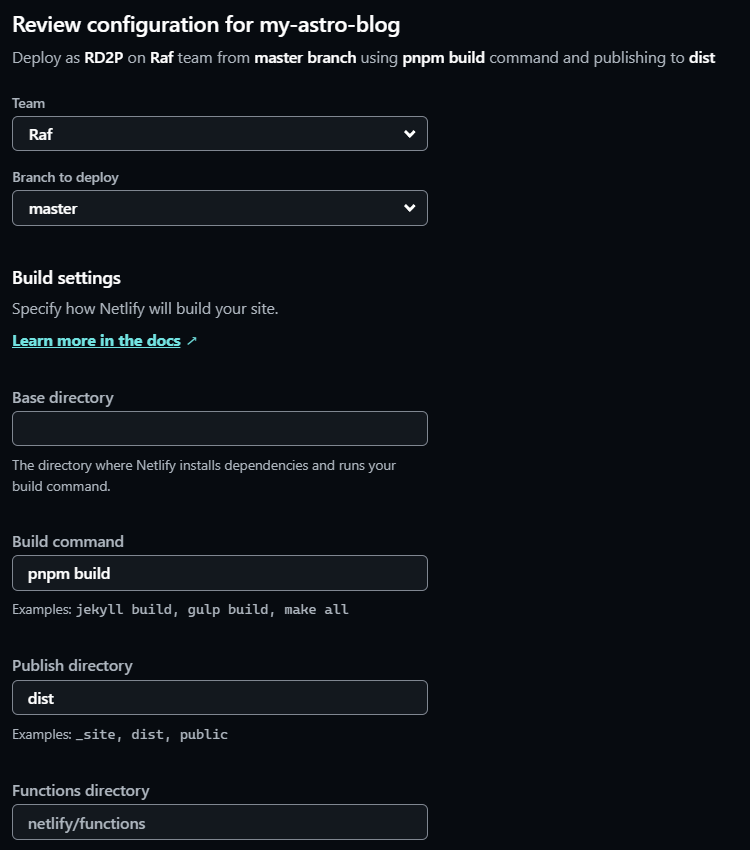 Review configuration for my-astro-blog
Deploy as RD2P on Raf team from master branch using pnpm build command and publishing to dist
Team
Raf
Branch to deploy
master
Build settings
Specify how Netlify will build your site.
Learn more in the docs ↗
Base directory
The directory where Netlify installs dependencies and runs your
build command.
Build command
pnpm build
Examples: jekyll build, gulp build, make all
Publish directory
dist
Examples: _site, dist, public
Functions directory
netlify/functions